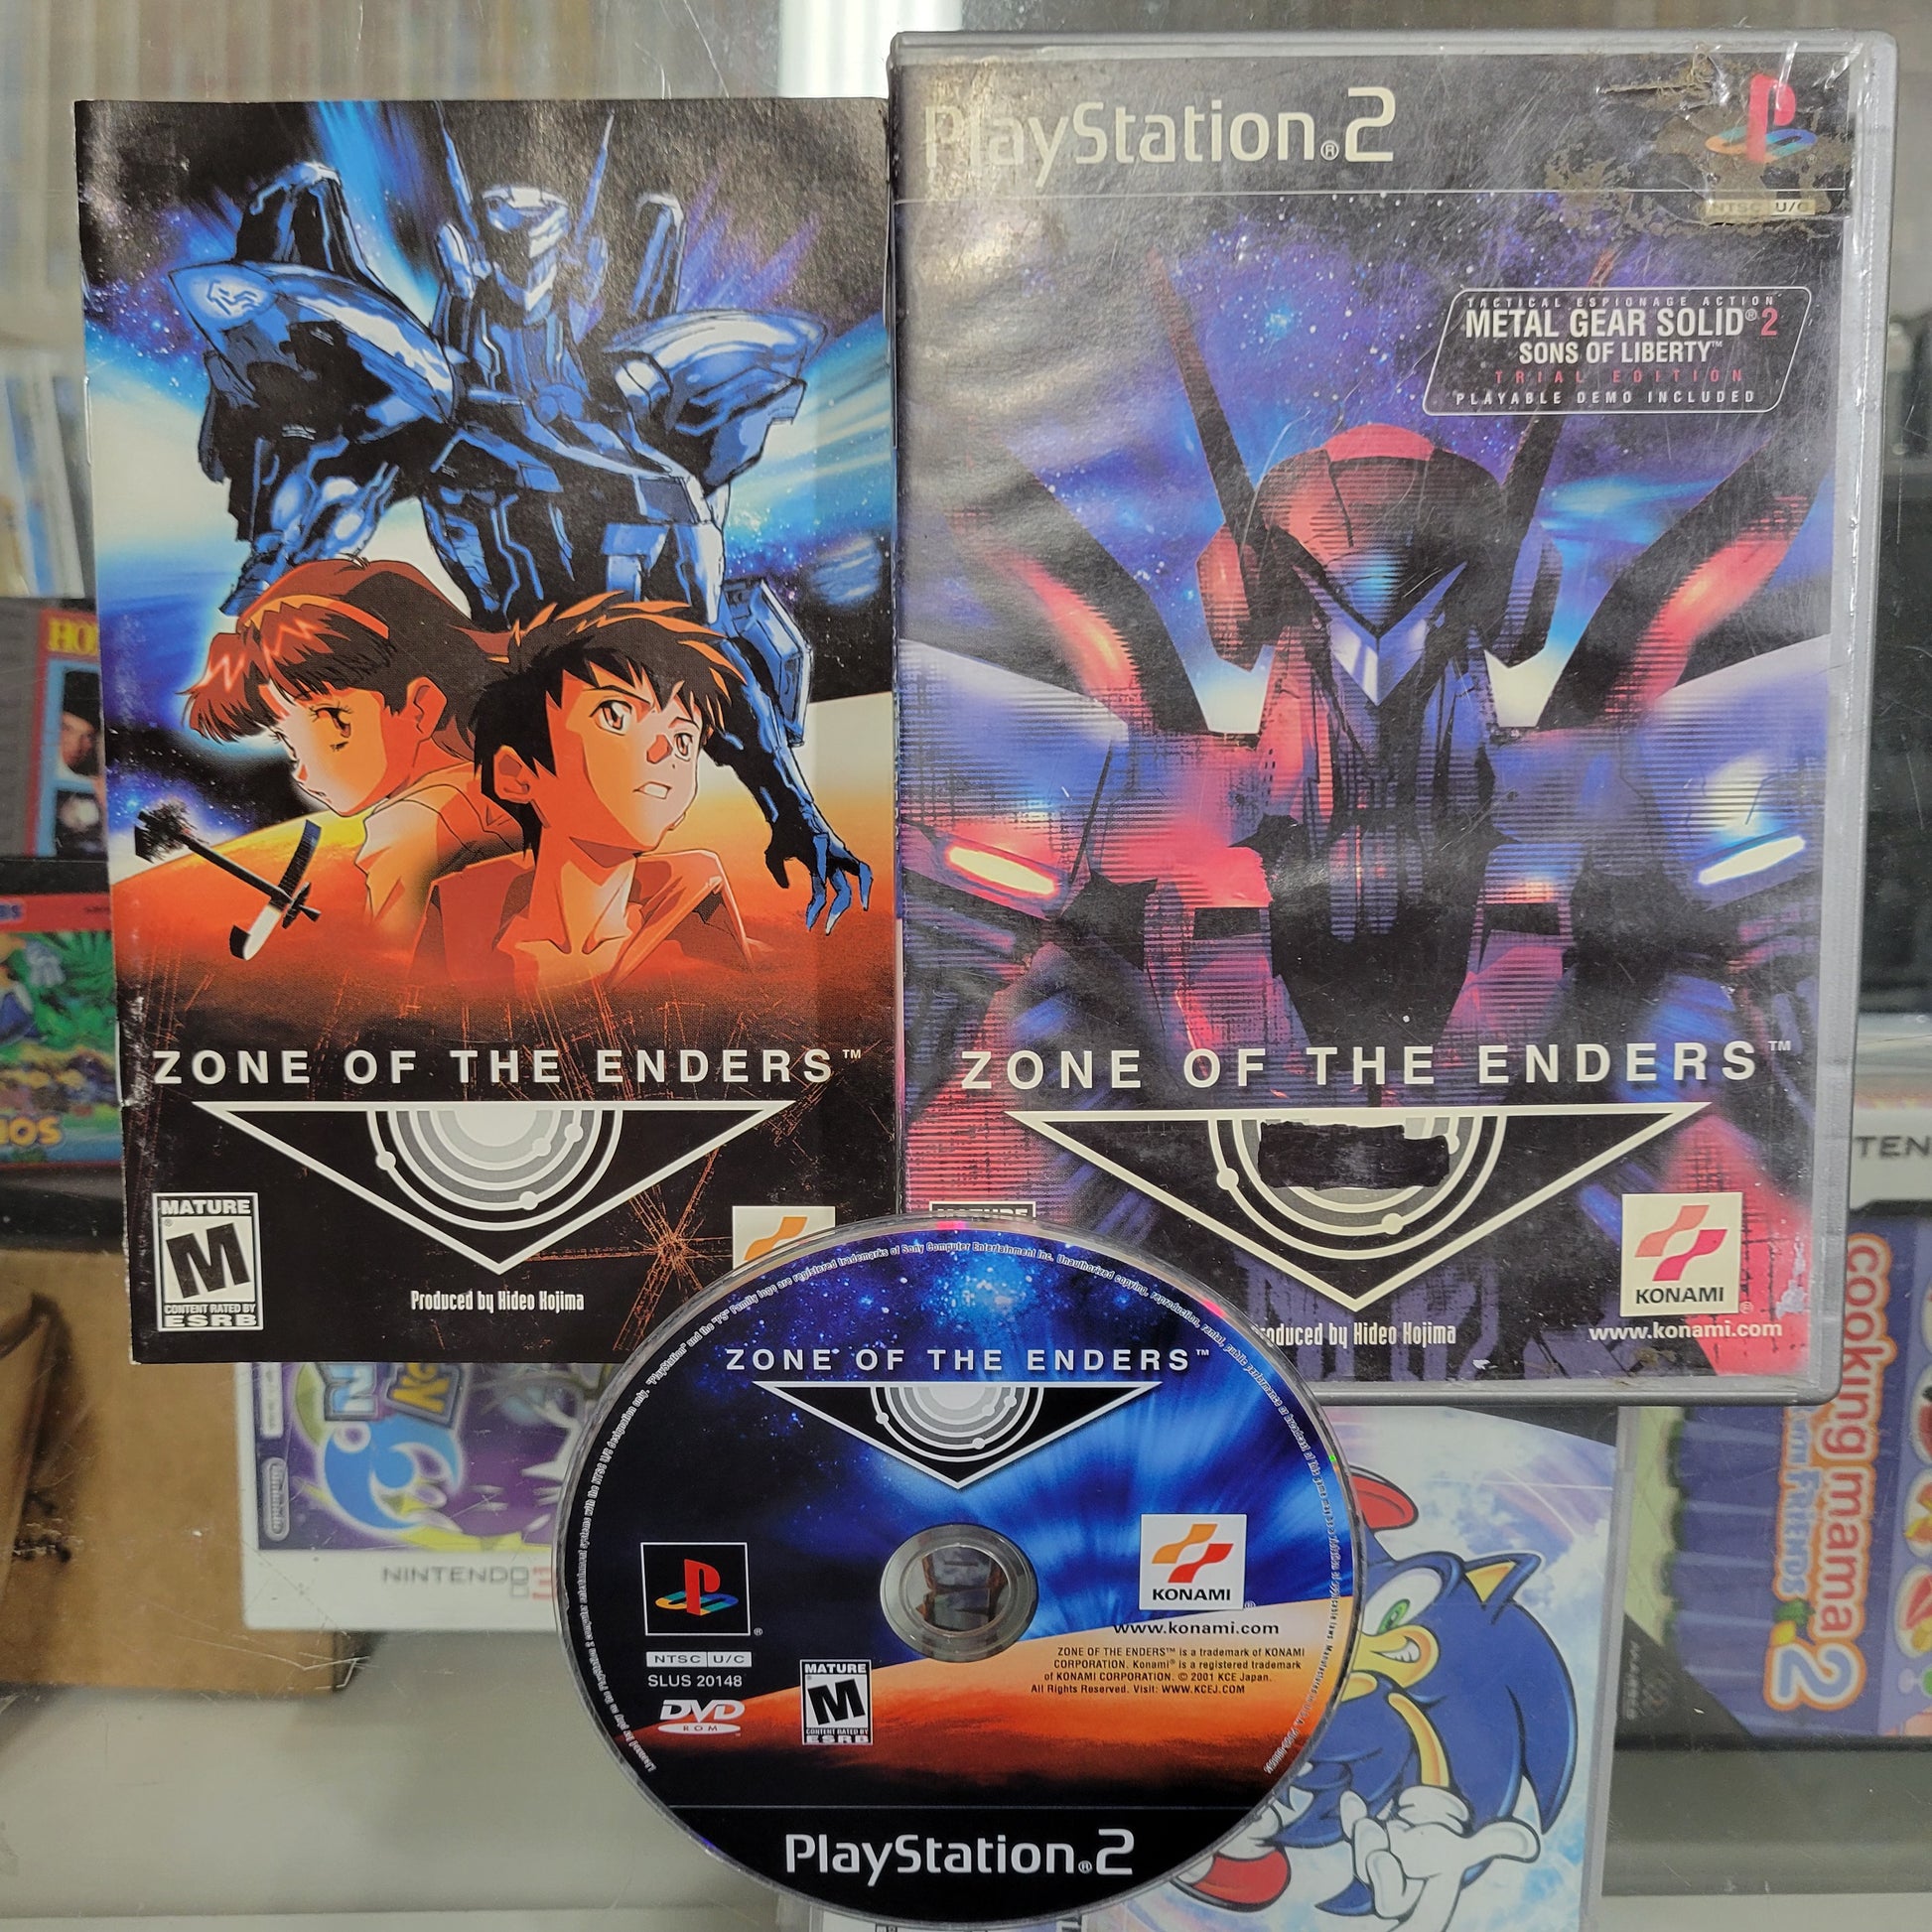 PlayStation®2
NTSC U/C
TACTICAL ESPIONAGE ACTION
METAL GEAR SOLID®2
SONS OF LIBERTY™
TRIAL EDITION
PLAYABLE DEMO INCLUDED
ZONE OF THE ENDERS™
MATURE
M
CONTENT RATED BY
ESRB
Produced by Hideo Kojima
ZONE OF THE ENDERS™
MATURE
KONAMI®
Produced by Hideo Kojima
www.konami.com
ZONE OF THE ENDERS™
KONAMI®
www.konami.com
NTSC U/C
SLUS 20148
DVD
ROM
MATURE
M
CONTENT RATED BY
ESRB
ZONE OF THE ENDERS™ is a trademark of KONAMI
CORPORATION. Konami® is a registered trademark
of KONAMI CORPORATION. © 2001 KCE Japan.
All Rights Reserved. Visit: WWW.KCEJ.COM
PlayStation®2
NINTENDO 3
cooking mama 2